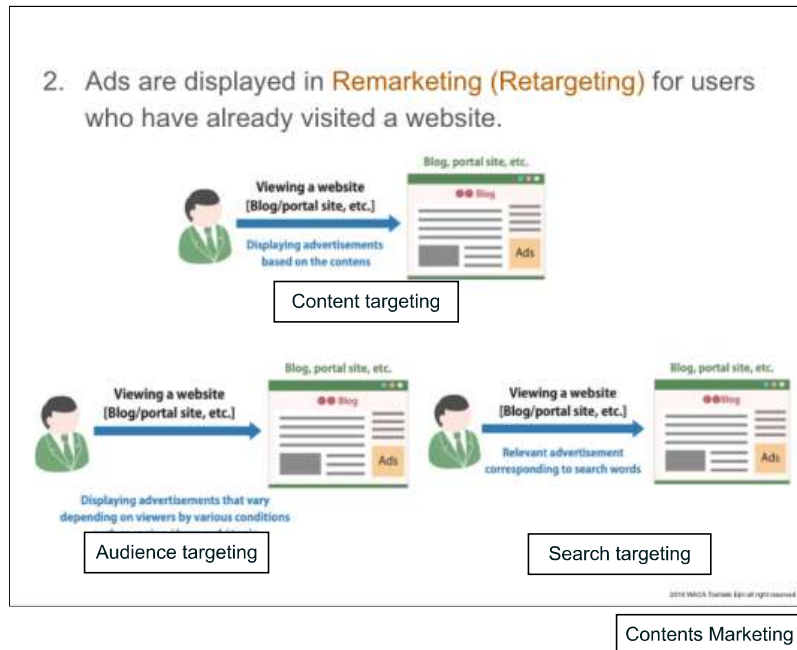 2. Ads are displayed in Remarketing (Retargeting) for users
who have already visited a website.
Blog, portal site, etc.
Viewing a website
[Blog/portal site, etc.]
Blog
Displaying advertisements
based on the contens
Ads
Content targeting
Blog, portal site, etc.
Viewing a website
[Blog/portal site, etc.]
Blog
Ads
Displaying advertisements that vary
depending on viewers by various conditions
Audience targeting
Blog, portal site, etc.
Viewing a website
[Blog/portal site, etc.]
Blog
Relevant advertisement
corresponding to search words
Ads
Search targeting
all right reserved
Contents Marketing